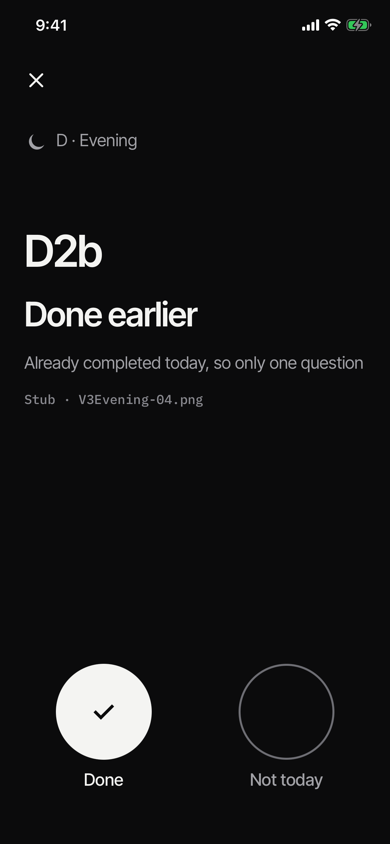 9:41
D · Evening
D2b
Done earlier
Already completed today, so only one question
Stub · V3Evening-04.png
Done
Not today